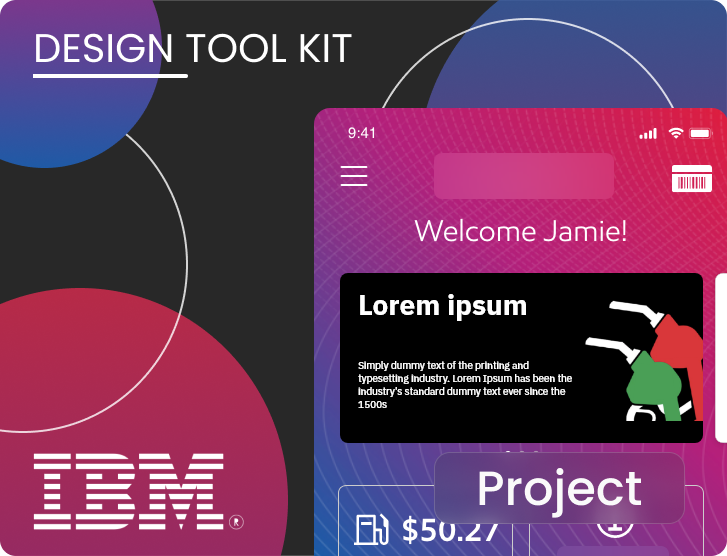 DESIGN TOOL KIT
9:41
Welcome Jamie!
Lorem ipsum
Simply dummy text of the printing and
typesetting industry. Lorem Ipsum has been the
industry's standard dummy text ever since the
1500s
Project
$50.27
IBM®